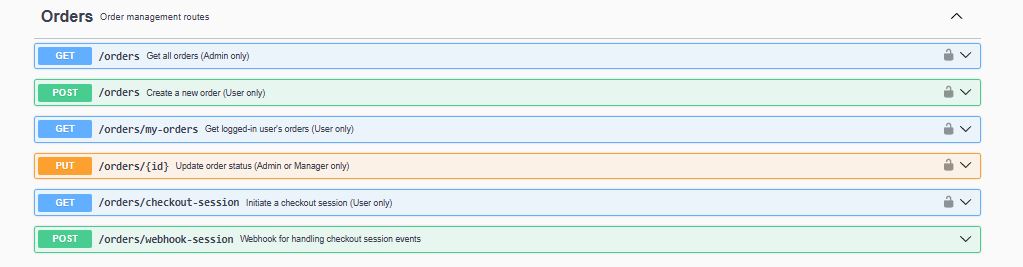 Orders Order management routes
GET /orders Get all orders (Admin only)
POST /orders Create a new order (User only)
GET /orders/my-orders Get logged-in user's orders (User only)
PUT /orders/{id} Update order status (Admin or Manager only)
GET /orders/checkout-session Initiate a checkout session (User only)
POST /orders/webhook-session Webhook for handling checkout session events